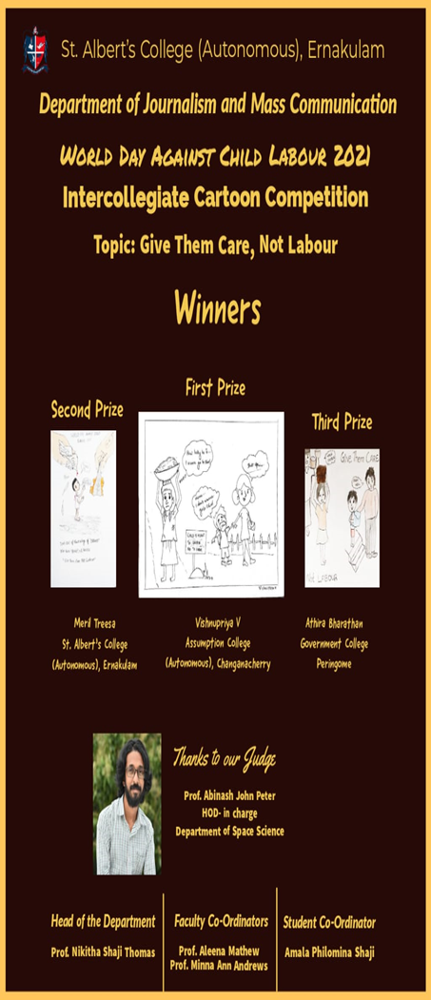 St. Albert's College (Autonomous), Ernakulam
Department of Journalism and Mass Communication
World Day Against Child Labour 2021
Intercollegiate Cartoon Competition
Topic: Give Them Care, Not Labour
Winners
First Prize
Second Prize
Third Prize
Give Them CARE
Not LABOUR
Meril Treesa
St. Albert's College
(Autonomous), Ernakulam
Vishnupriya V
Assumption College
(Autonomous), Changanacherry
Athira Bharathan
Government College
Peringome
Thanks to our Judge
Prof. Abinash John Peter
HOD- in charge
Department of Space Science
Head of the Department
Prof. Nikitha Shaji Thomas
Faculty Co-Ordinators
Prof. Aleena Mathew
Prof. Minna Ann Andrews
Student Co-Ordinator
Amala Philomina Shaji